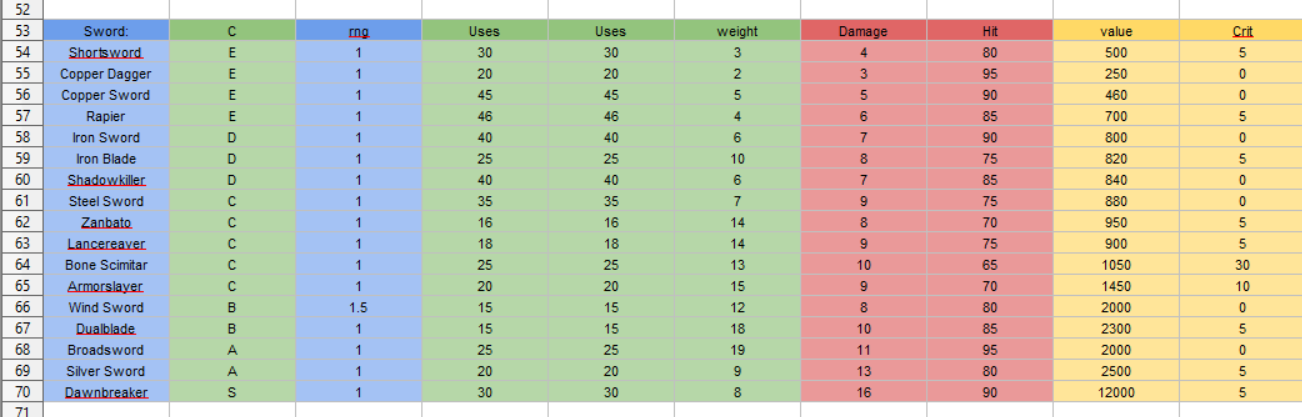 52
53 Sword: C rng Uses Uses weight Damage Hit value Crit
54 Shortsword E 1 30 30 3 4 80 500 5
55 Copper Dagger E 1 20 20 2 3 95 250 0
56 Copper Sword E 1 45 45 5 5 90 460 0
57 Rapier E 1 46 46 4 6 85 700 5
58 Iron Sword D 1 40 40 6 7 90 800 0
59 Iron Blade D 1 25 25 10 8 75 820 5
60 Shadowkiller D 1 40 40 6 7 85 840 0
61 Steel Sword C 1 35 35 7 9 75 880 0
62 Zanbato C 1 16 16 14 8 70 950 5
63 Lancereaver C 1 18 18 14 9 75 900 5
64 Bone Scimitar C 1 25 25 13 10 65 1050 30
65 Armorslayer C 1 20 20 15 9 70 1450 10
66 Wind Sword B 1.5 15 15 12 8 80 2000 0
67 Dualblade B 1 15 15 18 10 85 2300 5
68 Broadsword A 1 25 25 19 11 95 2000 0
69 Silver Sword A 1 20 20 9 13 80 2500 5
70 Dawnbreaker S 1 30 30 8 16 90 12000 5
71